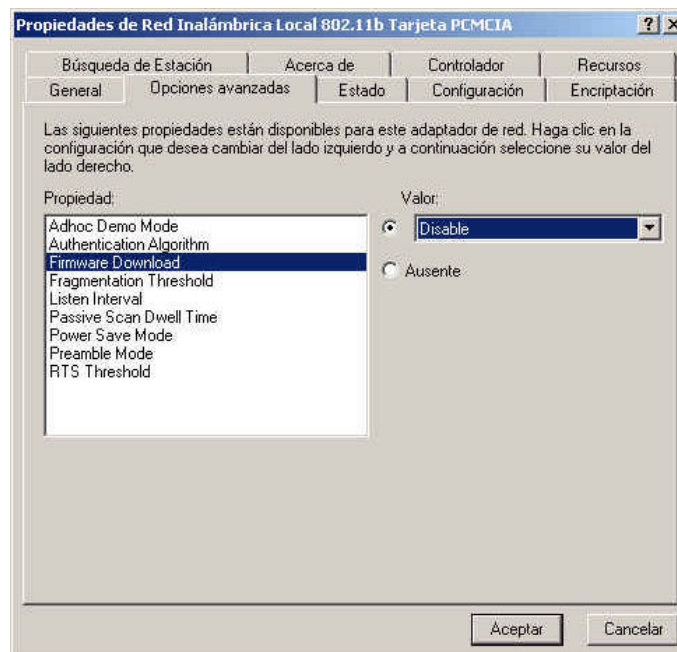 Propiedades de Red Inalámbrica Local 802.11b Tarjeta PCMCIA
Búsqueda de Estación Acerca de Controlador Recursos
General Opciones avanzadas Estado Configuración Encriptación
Las siguientes propiedades están disponibles para este adaptador de red. Haga clic en la
configuración que desea cambiar del lado izquierdo y a continuación seleccione su valor del
lado derecho.
Propiedad: Valor:
Adhoc Demo Mode
Authentication Algorithm
Firmware Download
Fragmentation Threshold
Listen Interval
Passive Scan Dwell Time
Power Save Mode
Preamble Mode
RTS Threshold
Disable
Ausente
Aceptar Cancelar